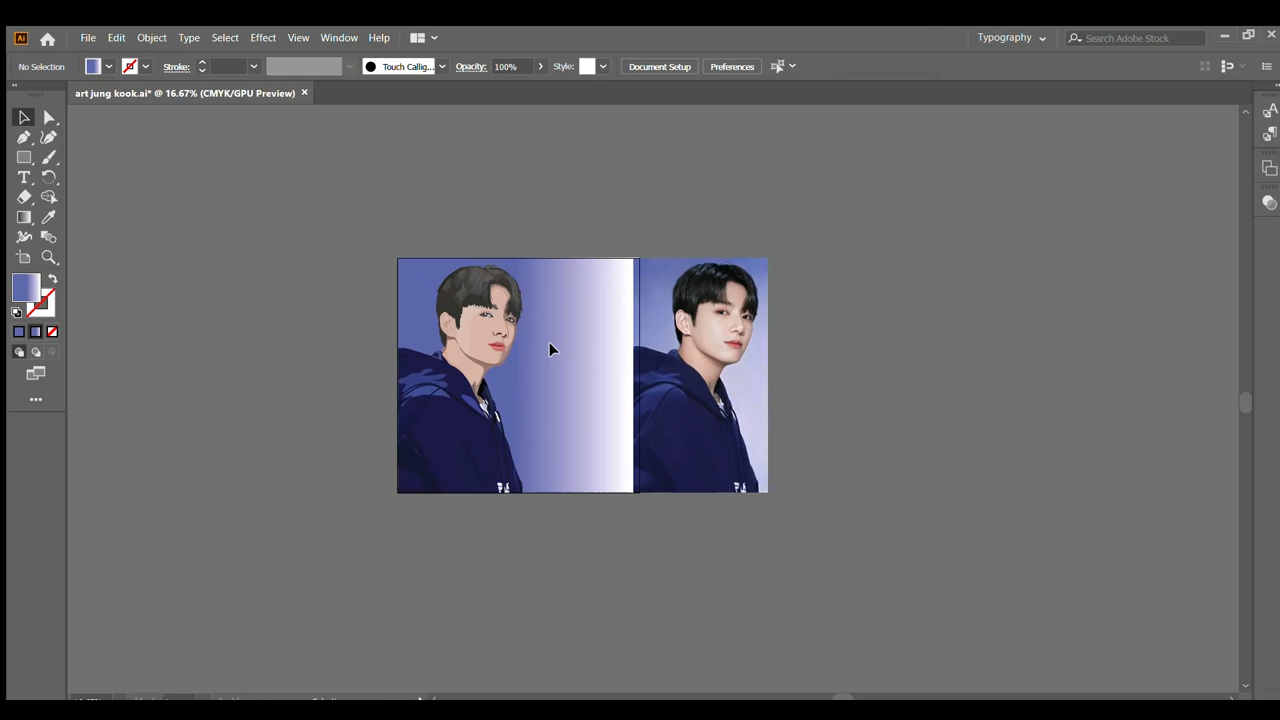 Ai File Edit Object Type Select Effect View Window Help Typography Search Adobe Stock
No Selection Stroke: Touch Callig... Opacity: 100% Style: Document Setup Preferences
art jung kook.ai* @ 16.67% (CMYK/GPU Preview)